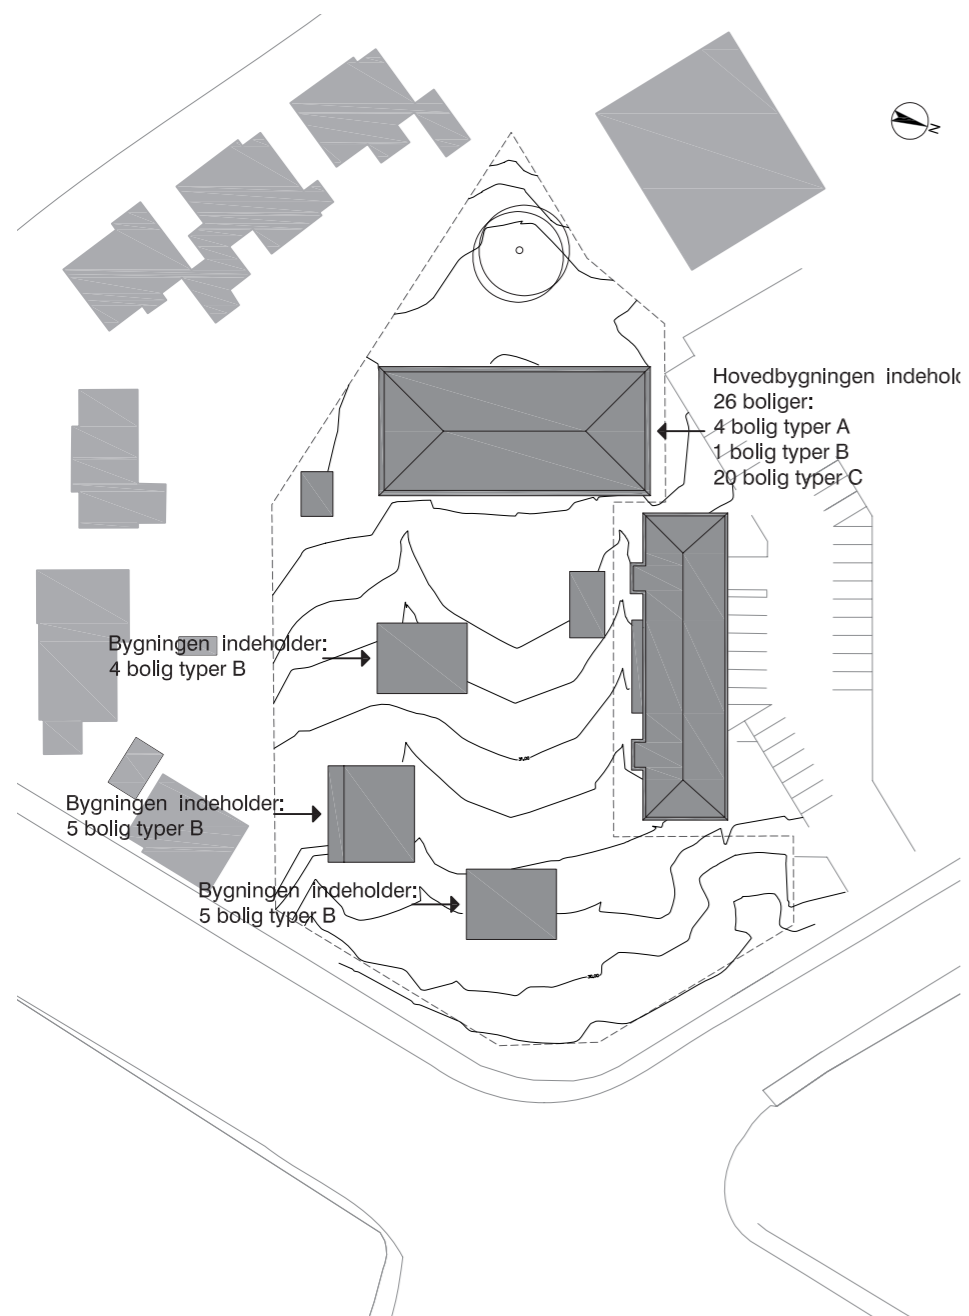 N
Hovedbygningen indehol
26 boliger:
4 bolig typer A
1 bolig typer B
20 bolig typer C
Bygningen indeholder:
4 bolig typer B
Bygningen indeholder:
5 bolig typer B
Bygningen indeholder:
5 bolig typer B